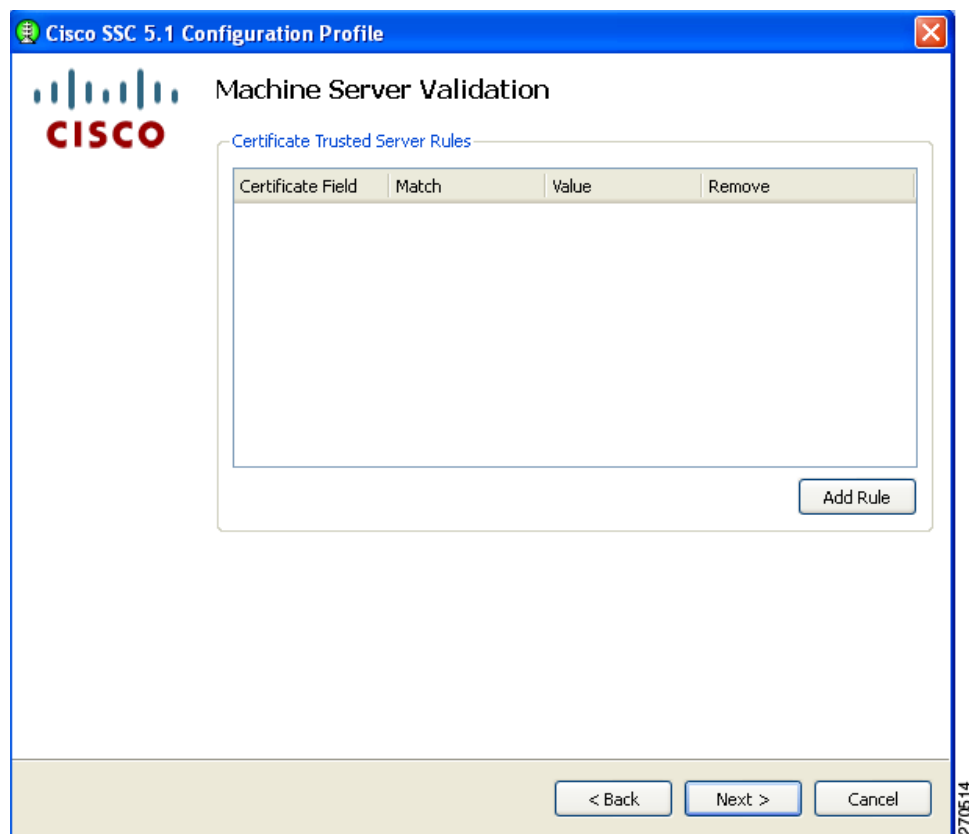 Cisco SSC 5.1 Configuration Profile
CISCO
Machine Server Validation
Certificate Trusted Server Rules
Certificate Field Match Value Remove
Add Rule
< Back Next > Cancel
270514